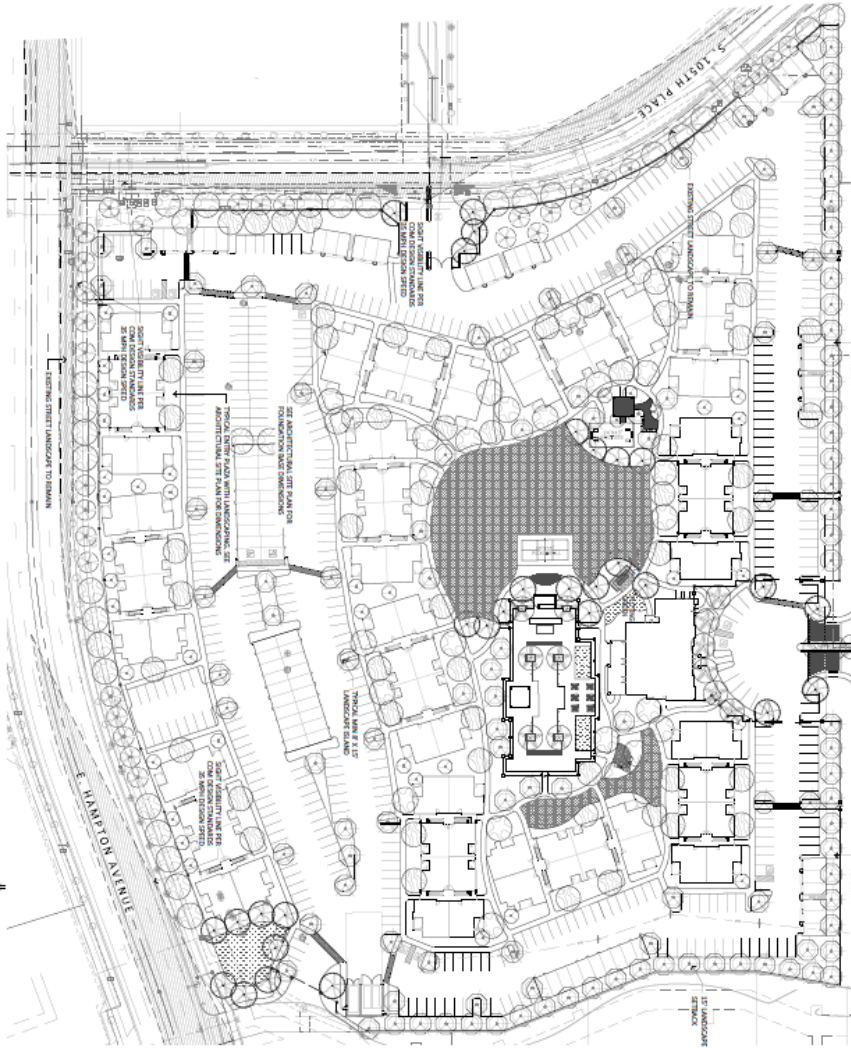 S. 105TH PLACE
EXISTING STREET LANDSCAPE TO REMAIN
SIGHT VISIBILITY LINE PER
COM DESIGN STANDARDS
35 MPH DESIGN SPEED
SIGHT VISIBILITY LINE PER
COM DESIGN STANDARDS
35 MPH DESIGN SPEED
EXISTING STREET LANDSCAPE TO REMAIN
SEE ARCHITECTURAL SITE PLAN FOR
FOUNDATION BASE DIMENSIONS
TYPICAL ENTRY PLAZA WITH LANDSCAPING. SEE
ARCHITECTURAL SITE PLAN FOR DIMENSIONS
TYPICAL MIN 8' X 15'
LANDSCAPE ISLAND
SIGHT VISIBILITY LINE PER
COM DESIGN STANDARDS
35 MPH DESIGN SPEED
E. HAMPTON AVENUE
15' LANDSCAPE
SETBACK